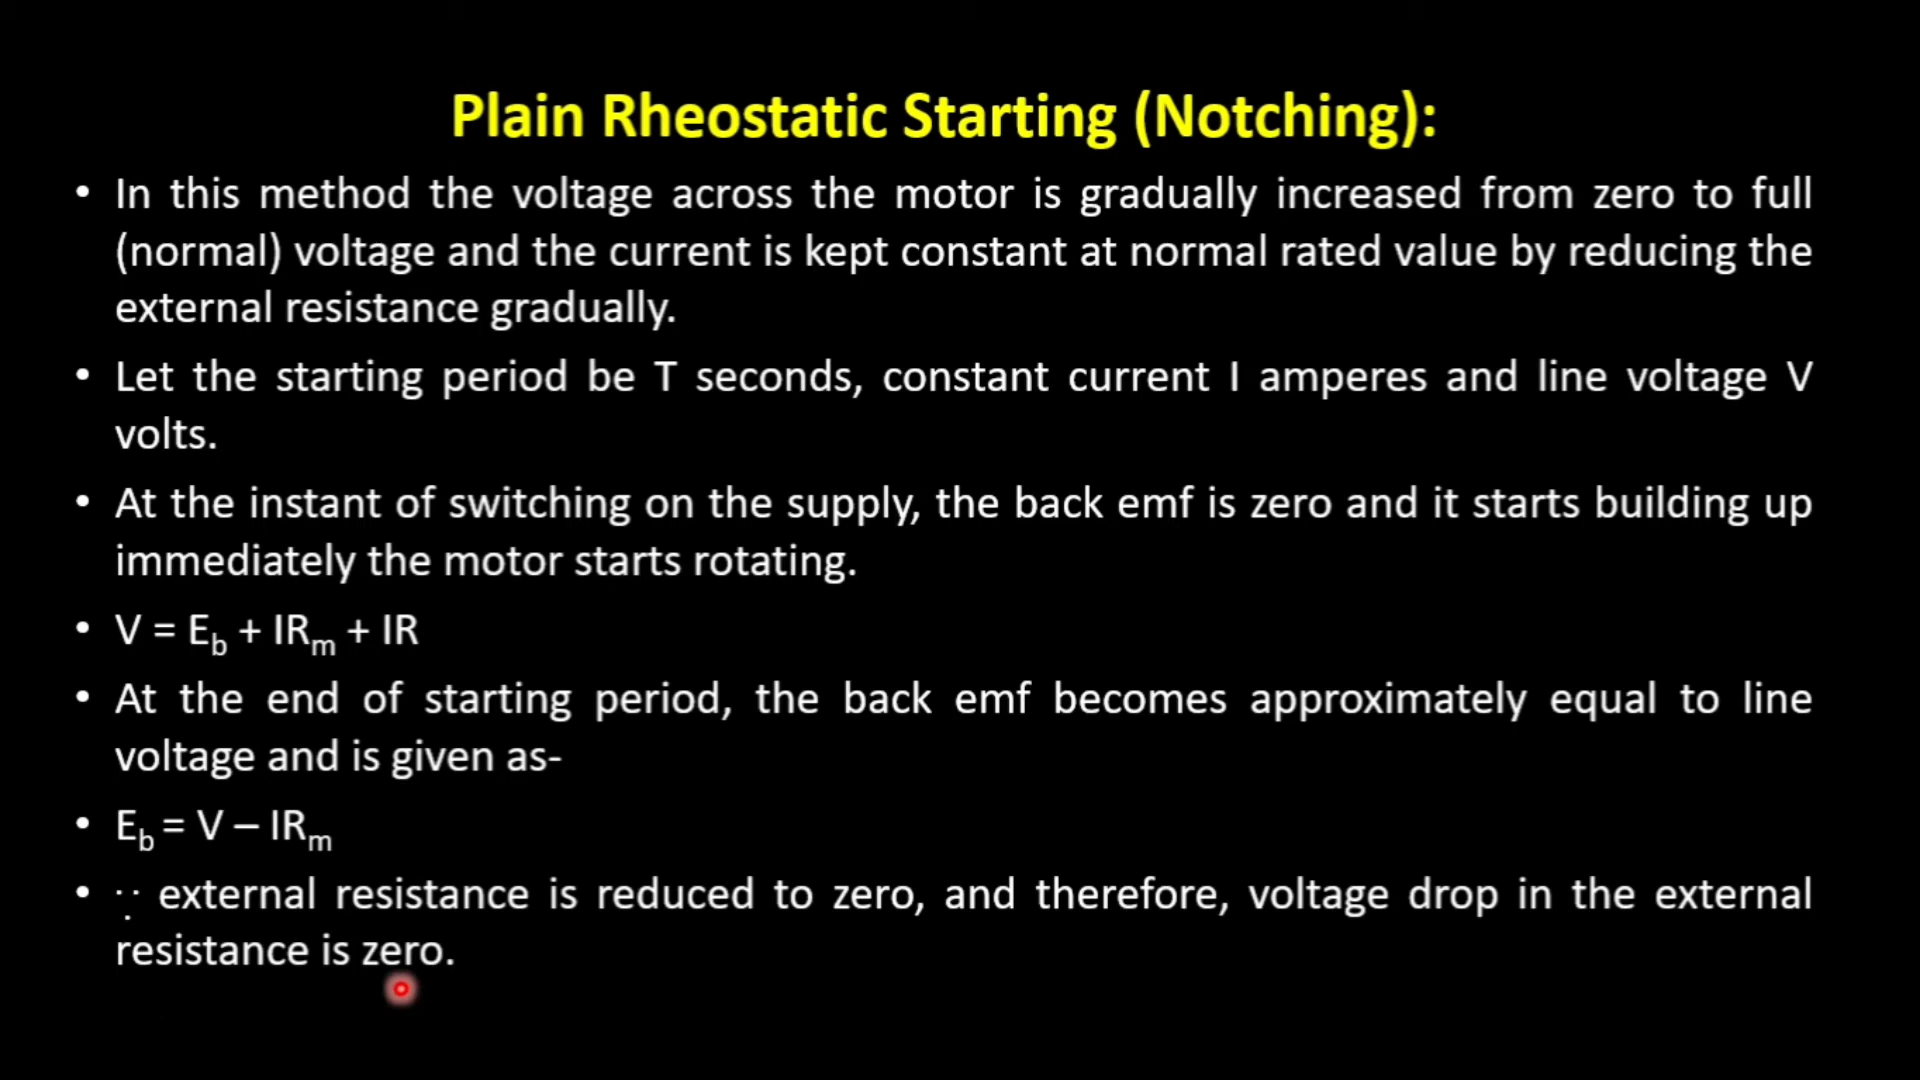 Plain Rheostatic Starting (Notching):
• In this method the voltage across the motor is gradually increased from zero to full
(normal) voltage and the current is kept constant at normal rated value by reducing the
external resistance gradually.
• Let the starting period be T seconds, constant current I amperes and line voltage V
volts.
• At the instant of switching on the supply, the back emf is zero and it starts building up
immediately the motor starts rotating.
• V = E_b + IR_m + IR
• At the end of starting period, the back emf becomes approximately equal to line
voltage and is given as-
• E_b = V – IR_m
• ∵ external resistance is reduced to zero, and therefore, voltage drop in the external
resistance is zero.